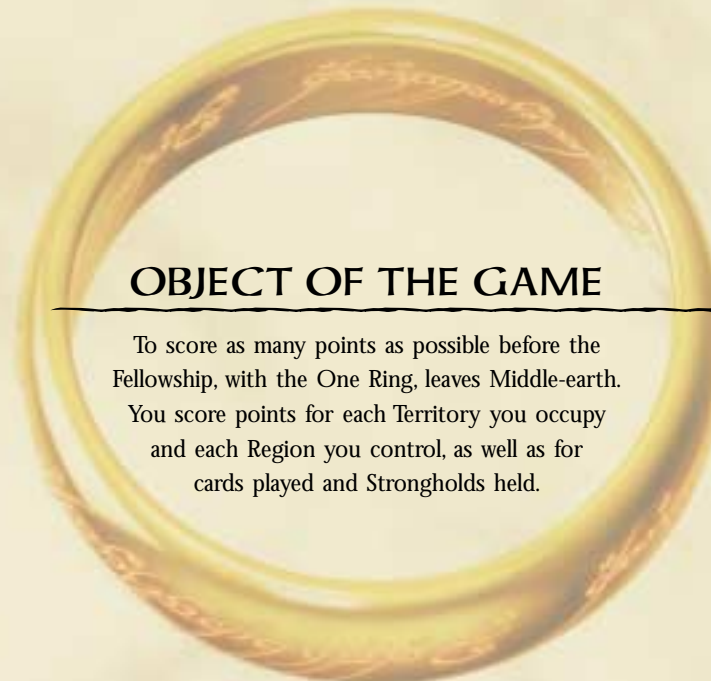 OBJECT OF THE GAME
To score as many points as possible before the
Fellowship, with the One Ring, leaves Middle-earth.
You score points for each Territory you occupy
and each Region you control, as well as for
cards played and Strongholds held.